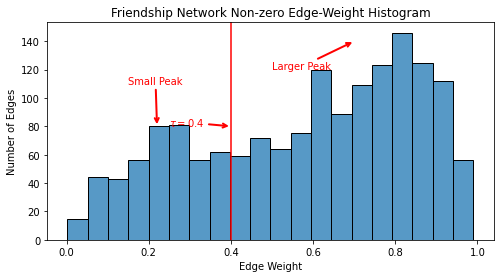 Friendship Network Non-zero Edge-Weight Histogram
140
120
100
80
60
40
20
0
Number of Edges
Small Peak
Larger Peak
τ = 0.4
0.0 0.2 0.4 0.6 0.8 1.0
Edge Weight